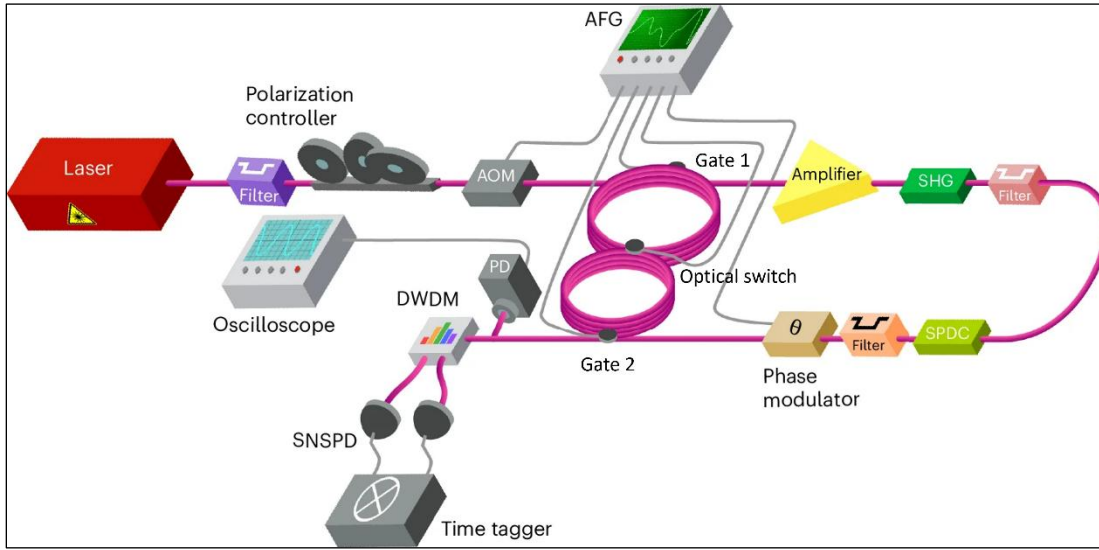 AFG
Polarization
controller
Laser
Filter
AOM
Gate 1
Amplifier
SHG
Filter
Oscilloscope
PD
DWDM
Optical switch
Gate 2
θ
Phase
modulator
Filter
SPDC
SNSPD
Time tagger